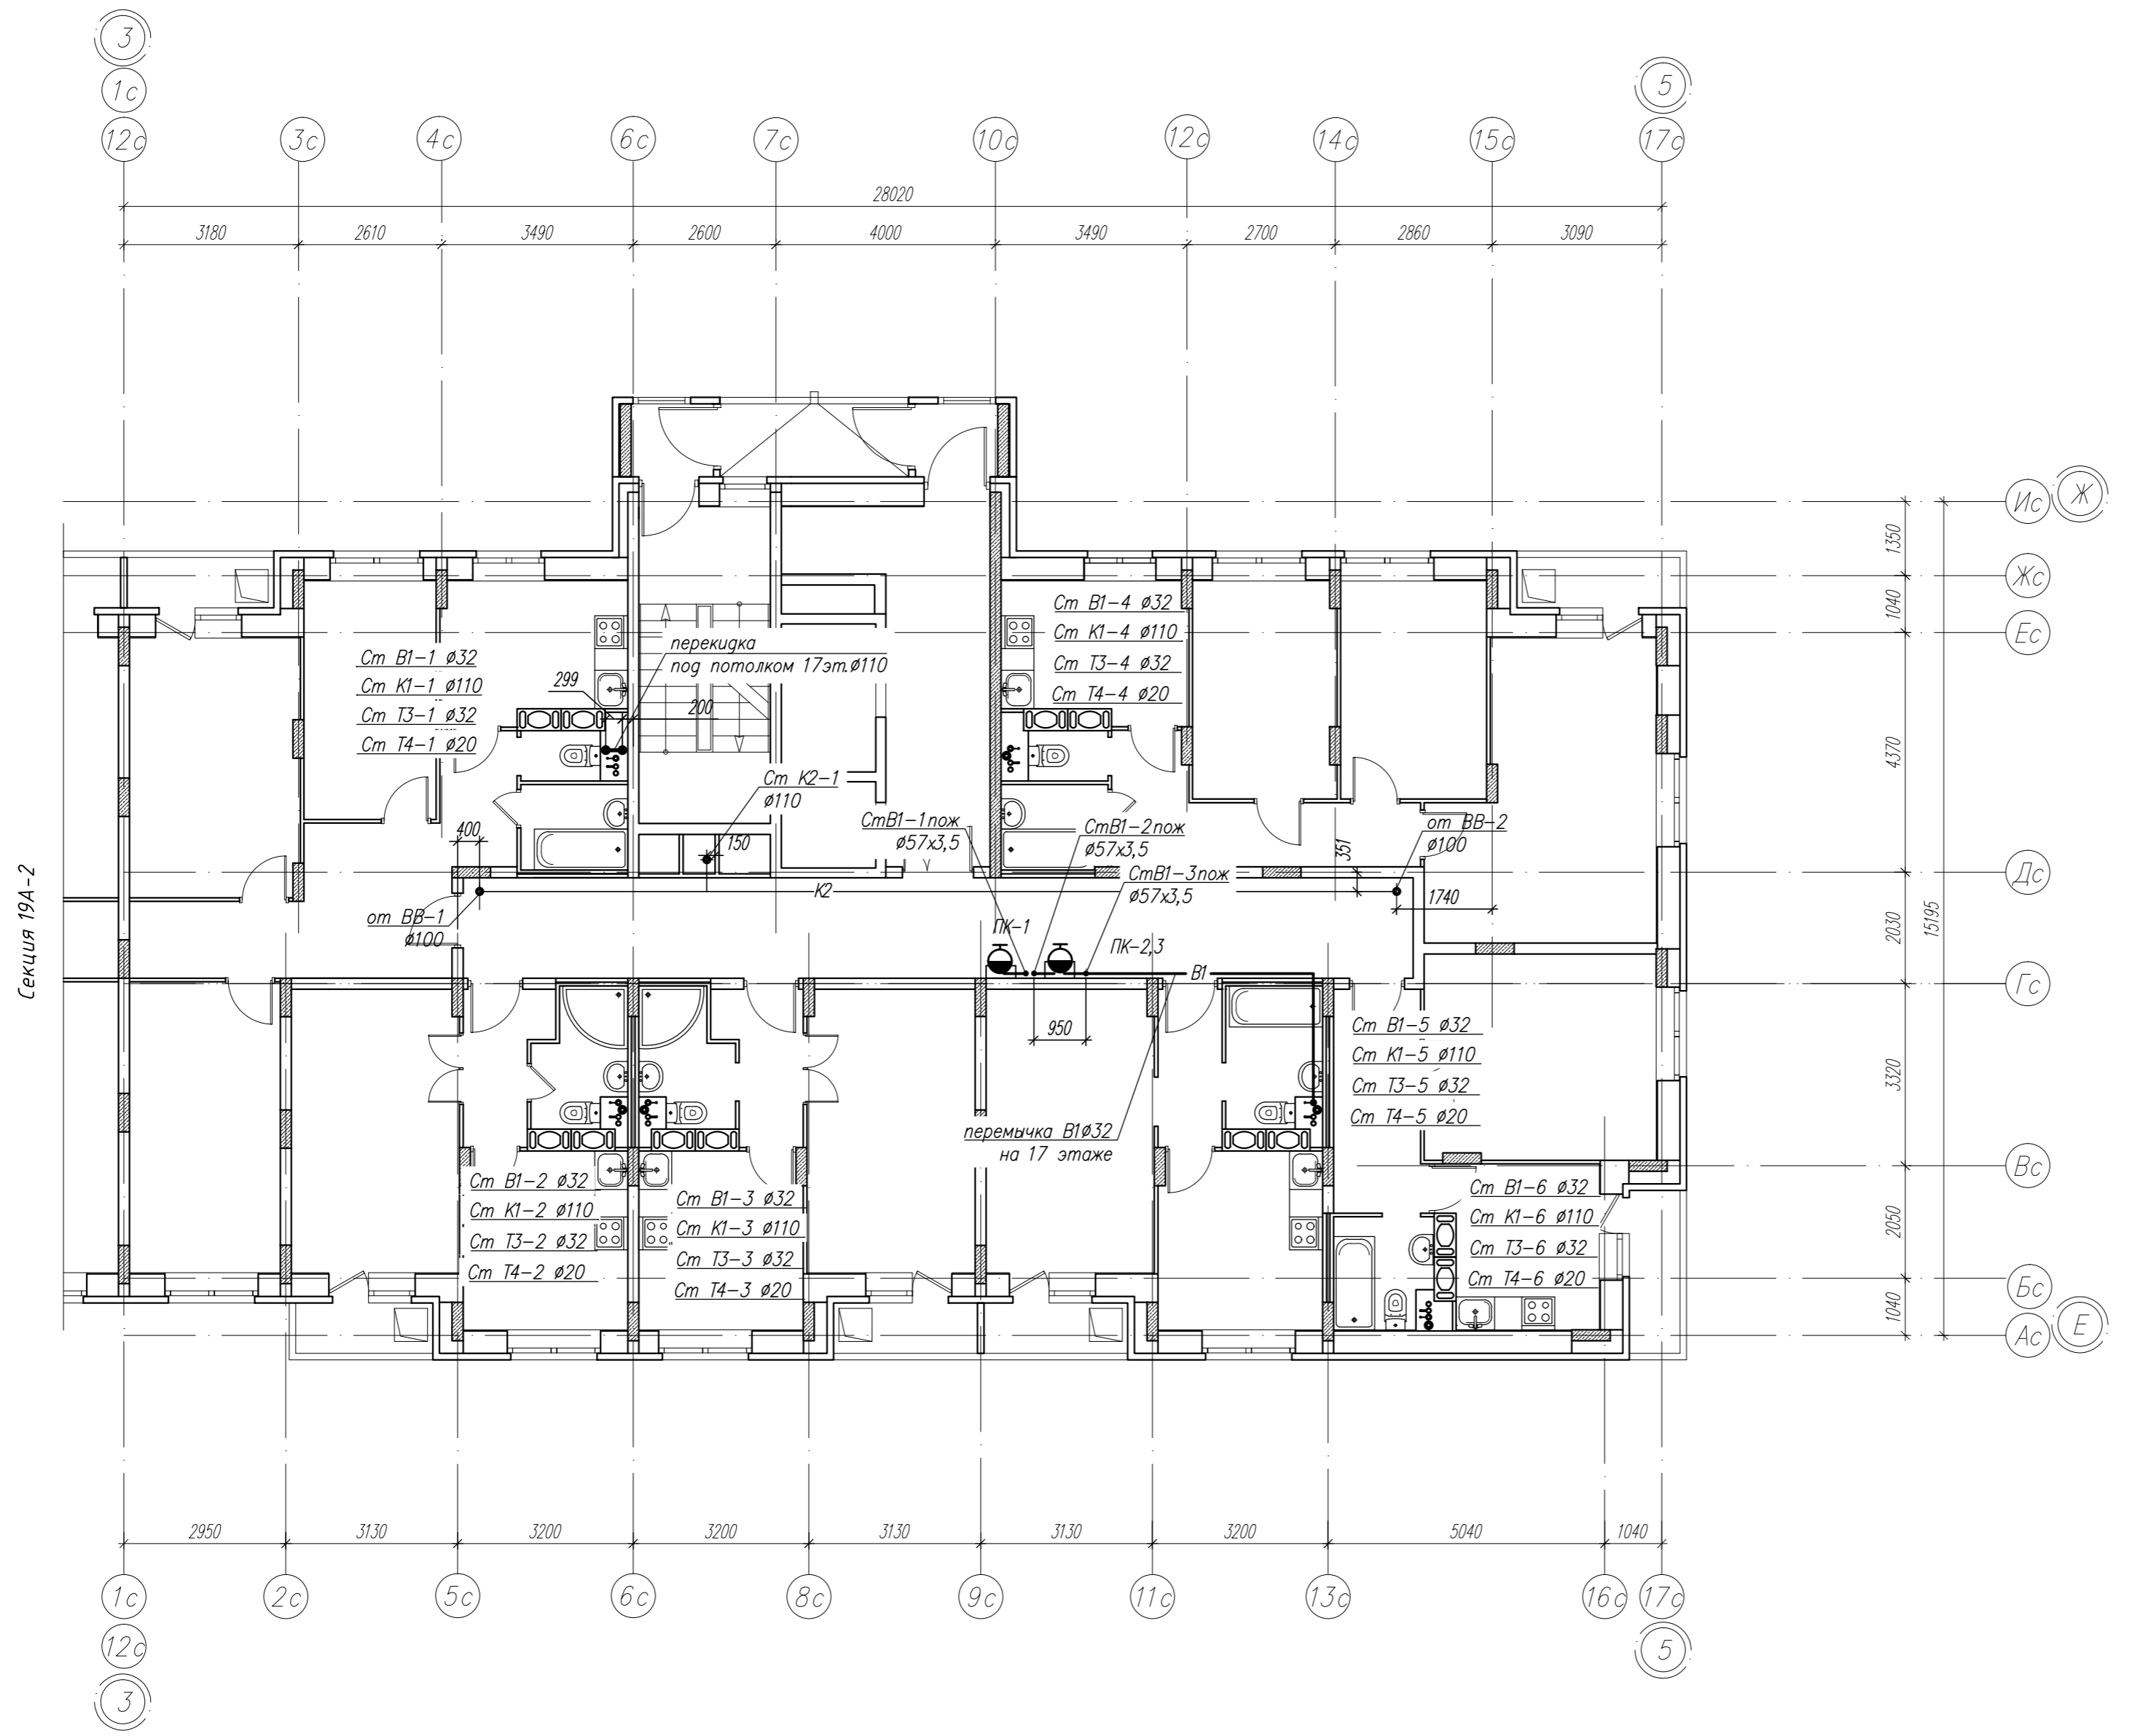 3
1с
12с
3с
4с
6с
7с
10с
12с
14с
15с
5
17с
28020
3180
2610
3490
2600
4000
3490
2700
2860
3090
Ис
Ж
Жс
Ес
Дс
Гс
Вс
Бс
Ас
Е
1350
1040
4370
2030
3320
2050
1040
15195
Секция 19А-2
Ст В1-1 ø32
Ст К1-1 ø110
Ст Т3-1 ø32
Ст Т4-1 ø20
299
перекидка
под потолком 17эт.ø110
200
Ст В1-4 ø32
Ст К1-4 ø110
Ст Т3-4 ø32
Ст Т4-4 ø20
Ст К2-1
ø110
150
400
СтВ1-1пож
ø57х3,5
СтВ1-2пож
ø57х3,5
СтВ1-3пож
ø57х3,5
351
от ВВ-2
ø100
1740
К2
от ВВ-1
ø100
ПК-1
ПК-2,3
В1
950
перемычка В1ø32
на 17 этаже
Ст В1-5 ø32
Ст К1-5 ø110
Ст Т3-5 ø32
Ст Т4-5 ø20
Ст В1-2 ø32
Ст К1-2 ø110
Ст Т3-2 ø32
Ст Т4-2 ø20
Ст В1-3 ø32
Ст К1-3 ø110
Ст Т3-3 ø32
Ст Т4-3 ø20
Ст В1-6 ø32
Ст К1-6 ø110
Ст Т3-6 ø32
Ст Т4-6 ø20
2950
3130
3200
3200
3130
3130
3200
5040
1040
1с
2с
5с
6с
8с
9с
11с
13с
16с
17с
12с
3
5